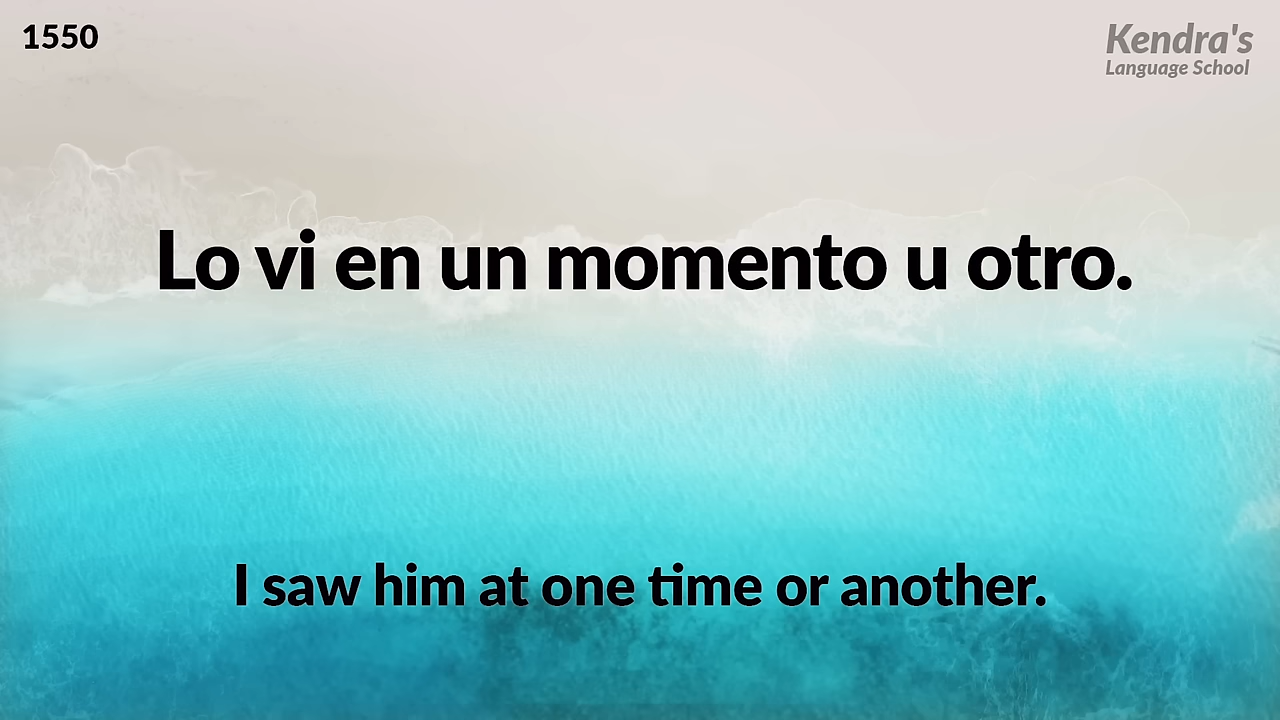 1550
Kendra's
Language School
Lo vi en un momento u otro.
I saw him at one time or another.